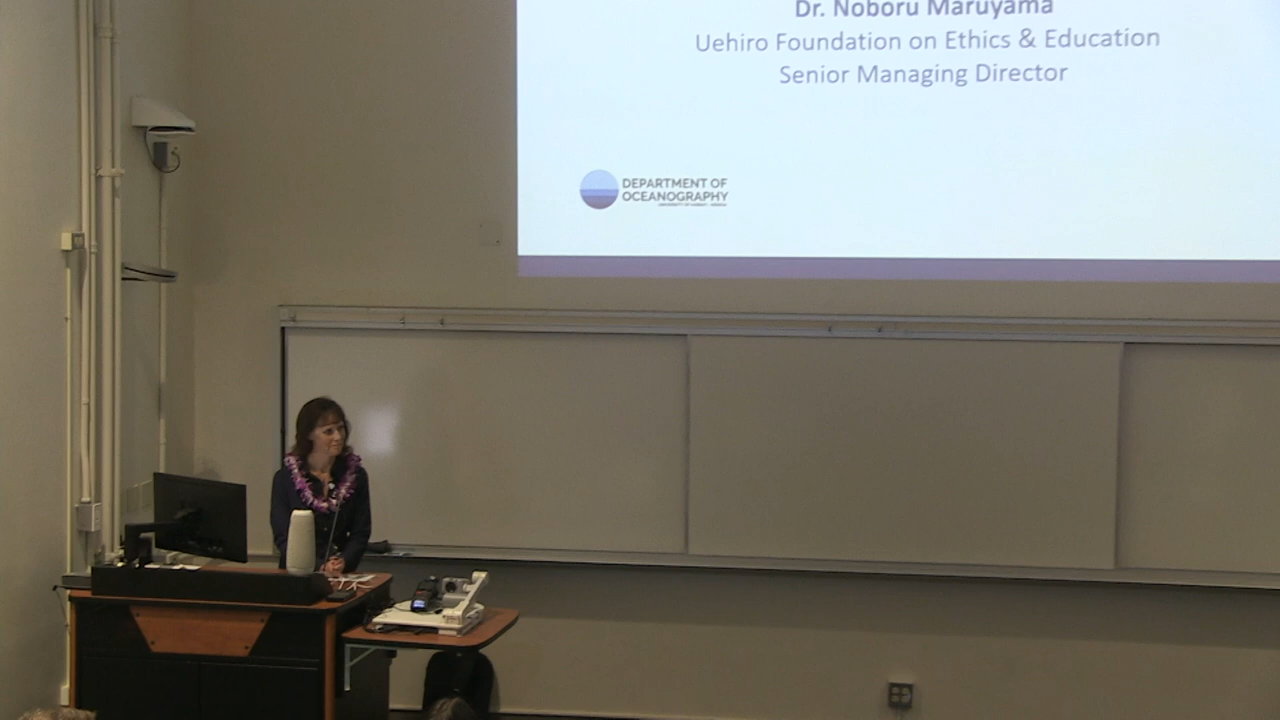 Dr. Noboru Maruyama
Uehiro Foundation on Ethics & Education
Senior Managing Director
DEPARTMENT OF
OCEANOGRAPHY